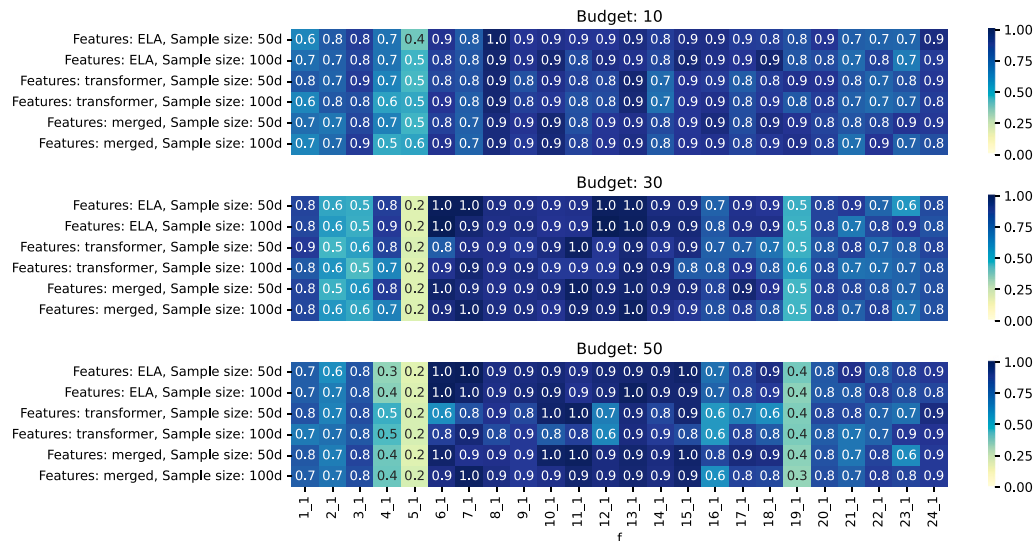 Budget: 10
Features: ELA, Sample size: 50d 0.6 0.8 0.8 0.7 0.4 0.9 0.8 1.0 0.9 0.9 0.9 0.9 0.9 0.8 0.9 0.9 0.9 0.8 0.8 0.9 0.7 0.7 0.7 0.9 1.00
Features: ELA, Sample size: 100d 0.7 0.7 0.8 0.7 0.5 0.8 0.8 0.9 0.8 0.9 0.9 0.8 0.9 0.8 0.9 0.9 0.9 0.9 0.8 0.8 0.7 0.8 0.7 0.9 0.75
Features: transformer, Sample size: 50d 0.8 0.7 0.9 0.7 0.5 0.8 0.8 0.9 0.8 0.9 0.8 0.8 0.9 0.7 0.9 0.9 0.8 0.8 0.9 0.9 0.8 0.7 0.8 0.9 0.50
Features: transformer, Sample size: 100d 0.6 0.8 0.8 0.6 0.5 0.9 0.8 0.9 0.8 0.9 0.8 0.8 0.9 0.7 0.9 0.9 0.8 0.9 0.8 0.8 0.7 0.7 0.7 0.8 0.25
Features: merged, Sample size: 50d 0.7 0.7 0.8 0.7 0.5 0.8 0.7 0.9 0.9 0.9 0.8 0.9 0.9 0.8 0.9 0.9 0.9 0.9 0.9 0.9 0.8 0.8 0.9 0.9 0.00
Features: merged, Sample size: 100d 0.7 0.7 0.9 0.5 0.6 0.9 0.7 0.9 0.8 0.9 0.9 0.8 0.9 0.8 0.9 0.9 0.9 0.8 0.8 0.9 0.7 0.9 0.7 0.8
Budget: 30
Features: ELA, Sample size: 50d 0.8 0.6 0.5 0.8 0.2 1.0 1.0 0.9 0.9 0.9 0.9 1.0 1.0 0.9 0.9 0.7 0.9 0.9 0.5 0.8 0.9 0.7 0.6 0.8 1.00
Features: ELA, Sample size: 100d 0.8 0.6 0.5 0.9 0.2 1.0 0.9 0.9 0.9 0.9 0.9 1.0 1.0 0.9 0.9 0.8 0.8 0.9 0.5 0.8 0.7 0.8 0.9 0.8 0.75
Features: transformer, Sample size: 50d 0.9 0.5 0.6 0.8 0.2 0.8 0.9 0.9 0.9 0.9 1.0 0.9 0.9 0.9 0.9 0.7 0.7 0.7 0.5 0.8 0.8 0.7 0.8 0.8 0.50
Features: transformer, Sample size: 100d 0.8 0.6 0.5 0.7 0.2 0.9 0.9 0.9 0.9 0.9 0.9 0.9 0.9 0.9 0.8 0.8 0.9 0.8 0.6 0.8 0.7 0.7 0.7 0.8 0.25
Features: merged, Sample size: 50d 0.8 0.5 0.6 0.8 0.2 1.0 0.9 0.9 0.9 0.9 1.0 0.9 1.0 0.9 0.9 0.7 0.9 0.9 0.5 0.8 0.8 0.8 0.7 0.8 0.00
Features: merged, Sample size: 100d 0.8 0.6 0.6 0.7 0.2 0.9 1.0 0.9 0.9 0.9 0.9 0.9 1.0 0.9 0.9 0.8 0.8 0.8 0.5 0.8 0.8 0.8 0.7 0.8
Budget: 50
Features: ELA, Sample size: 50d 0.7 0.6 0.8 0.3 0.2 1.0 1.0 0.9 0.9 0.9 0.9 0.9 0.9 0.9 1.0 0.7 0.8 0.9 0.4 0.8 0.9 0.8 0.8 0.9 1.00
Features: ELA, Sample size: 100d 0.7 0.7 0.8 0.4 0.2 1.0 1.0 0.9 0.9 0.9 0.9 0.9 1.0 0.9 0.9 0.7 0.8 0.9 0.4 0.8 0.8 0.8 0.8 0.8 0.75
Features: transformer, Sample size: 50d 0.8 0.7 0.8 0.5 0.2 0.6 0.8 0.9 0.8 1.0 1.0 0.7 0.9 0.8 0.9 0.6 0.7 0.6 0.4 0.8 0.8 0.7 0.7 0.9 0.50
Features: transformer, Sample size: 100d 0.7 0.7 0.8 0.5 0.2 0.8 0.9 0.8 0.9 0.8 0.8 0.6 0.9 0.9 0.8 0.6 0.8 0.8 0.4 0.8 0.7 0.7 0.9 0.9 0.25
Features: merged, Sample size: 50d 0.8 0.7 0.8 0.4 0.2 1.0 0.9 0.9 0.9 1.0 1.0 0.9 0.9 0.9 1.0 0.8 0.9 0.9 0.4 0.8 0.7 0.8 0.6 0.9 0.00
Features: merged, Sample size: 100d 0.7 0.7 0.8 0.4 0.2 0.9 1.0 0.9 0.9 0.9 0.9 0.9 0.9 0.9 0.9 0.6 0.8 0.8 0.3 0.8 0.7 0.8 0.8 0.9
1_1 2_1 3_1 4_1 5_1 6_1 7_1 8_1 9_1 10_1 11_1 12_1 13_1 14_1 15_1 16_1 17_1 18_1 19_1 20_1 21_1 22_1 23_1 24_1
f